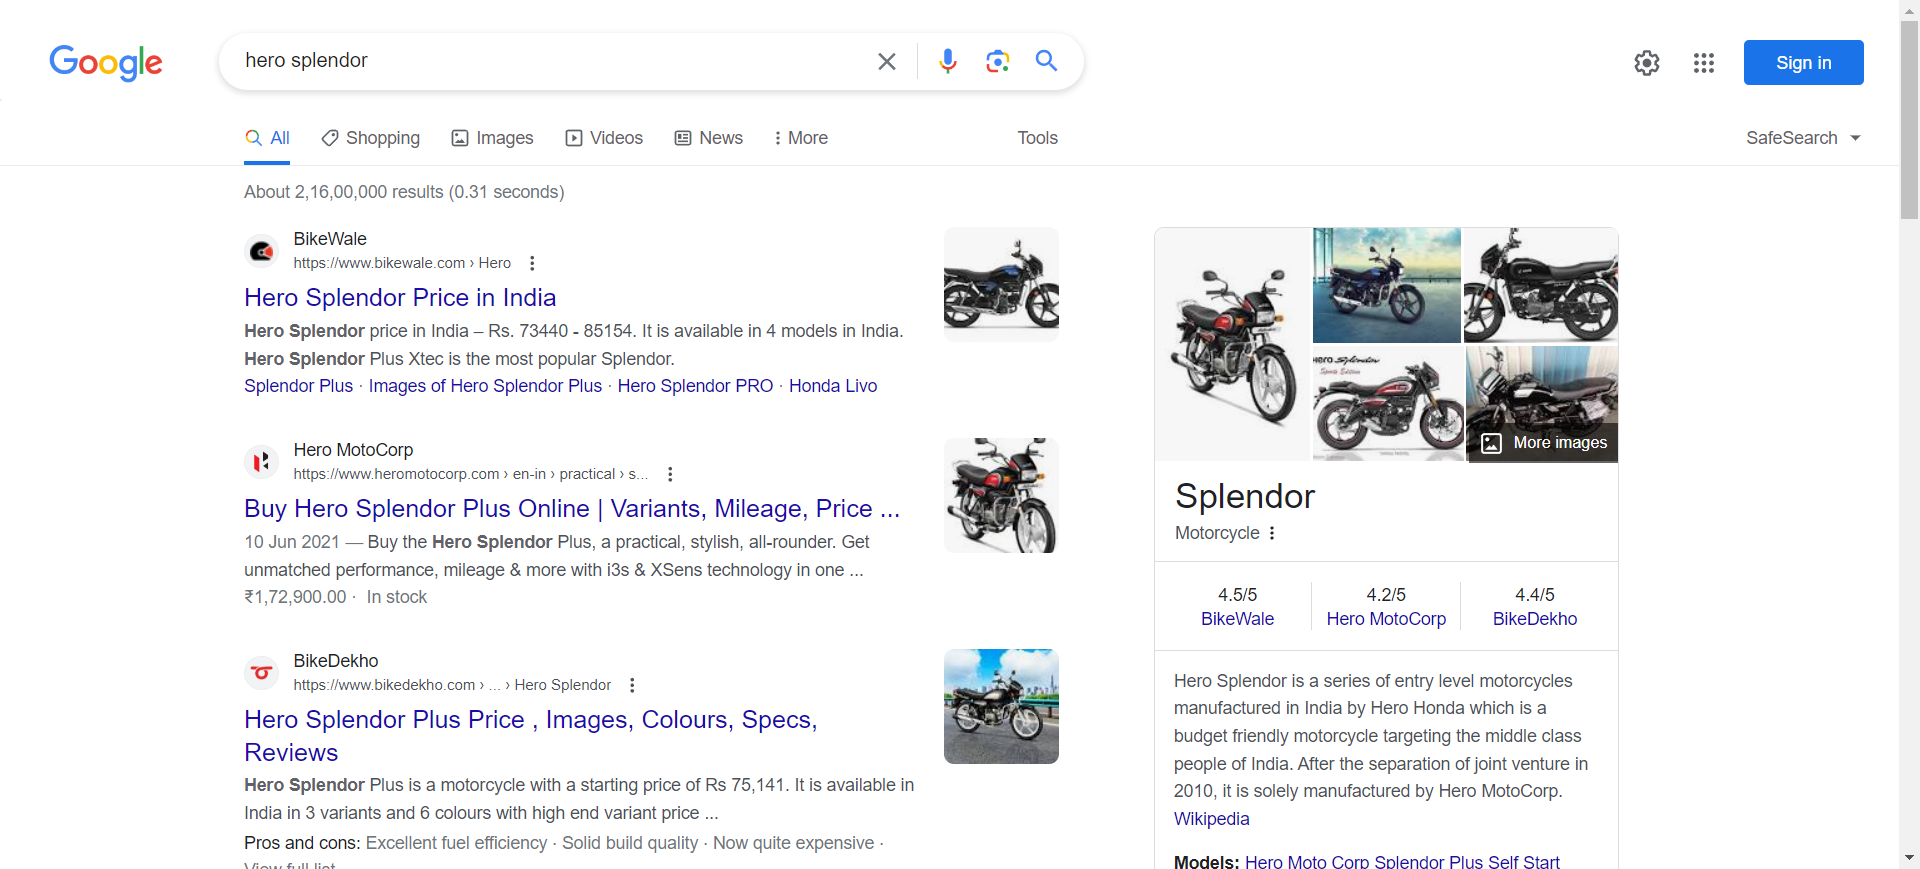 Google
hero splendor
Sign in
All
Shopping
Images
Videos
News
More
Tools
SafeSearch
About 2,16,00,000 results (0.31 seconds)
BikeWale
https://www.bikewale.com › Hero
Hero Splendor Price in India
Hero Splendor price in India – Rs. 73440 - 85154. It is available in 4 models in India.
Hero Splendor Plus Xtec is the most popular Splendor.
Splendor Plus · Images of Hero Splendor Plus · Hero Splendor PRO · Honda Livo
Hero MotoCorp
https://www.heromotocorp.com › en-in › practical › s...
Buy Hero Splendor Plus Online | Variants, Mileage, Price ...
10 Jun 2021 — Buy the Hero Splendor Plus, a practical, stylish, all-rounder. Get
unmatched performance, mileage & more with i3s & XSens technology in one ...
₹1,72,900.00 · In stock
BikeDekho
https://www.bikedekho.com › ... › Hero Splendor
Hero Splendor Plus Price , Images, Colours, Specs,
Reviews
Hero Splendor Plus is a motorcycle with a starting price of Rs 75,141. It is available in
India in 3 variants and 6 colours with high end variant price ...
Pros and cons: Excellent fuel efficiency · Solid build quality · Now quite expensive ·
View full list
Hero Splendor
Sports Edition
More images
Splendor
Motorcycle
4.5/5
BikeWale
4.2/5
Hero MotoCorp
4.4/5
BikeDekho
Hero Splendor is a series of entry level motorcycles
manufactured in India by Hero Honda which is a
budget friendly motorcycle targeting the middle class
people of India. After the separation of joint venture in
2010, it is solely manufactured by Hero MotoCorp.
Wikipedia
Models: Hero Moto Corp Splendor Plus Self Start